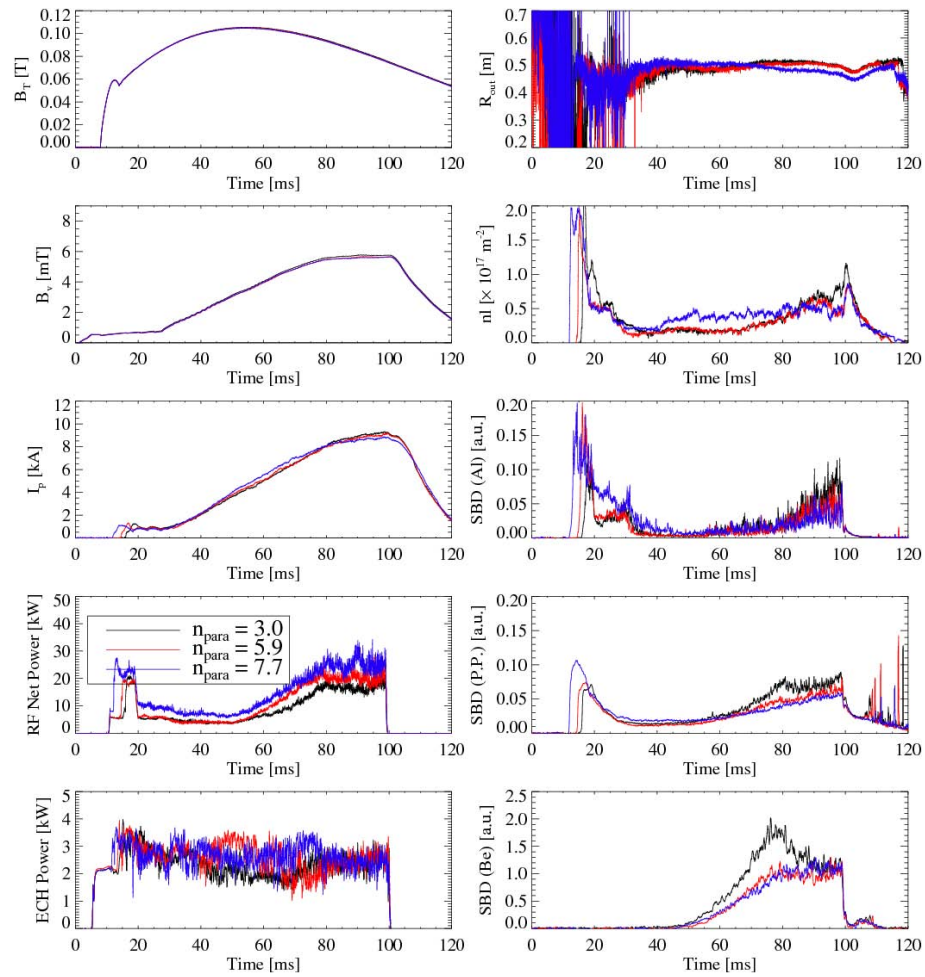 0.12
0.10
0.08
0.06
0.04
0.02
0.00
B_T [T]
0 20 40 60 80 100 120
Time [ms]
0.7
0.6
0.5
0.4
0.3
0.2
R_out [m]
0 20 40 60 80 100 120
Time [ms]
8
6
4
2
0
B_v [mT]
0 20 40 60 80 100 120
Time [ms]
2.0
1.5
1.0
0.5
0.0
nl [× 10^17 m^-2]
0 20 40 60 80 100 120
Time [ms]
12
10
8
6
4
2
0
I_p [kA]
0 20 40 60 80 100 120
Time [ms]
0.20
0.15
0.10
0.05
0.00
SBD (Al) [a.u.]
0 20 40 60 80 100 120
Time [ms]
50
40
30
20
10
0
RF Net Power [kW]
n_para = 3.0
n_para = 5.9
n_para = 7.7
0 20 40 60 80 100 120
Time [ms]
0.20
0.15
0.10
0.05
0.00
SBD (P.P.) [a.u.]
0 20 40 60 80 100 120
Time [ms]
5
4
3
2
1
0
ECH Power [kW]
0 20 40 60 80 100 120
Time [ms]
2.5
2.0
1.5
1.0
0.5
0.0
SBD (Be) [a.u.]
0 20 40 60 80 100 120
Time [ms]